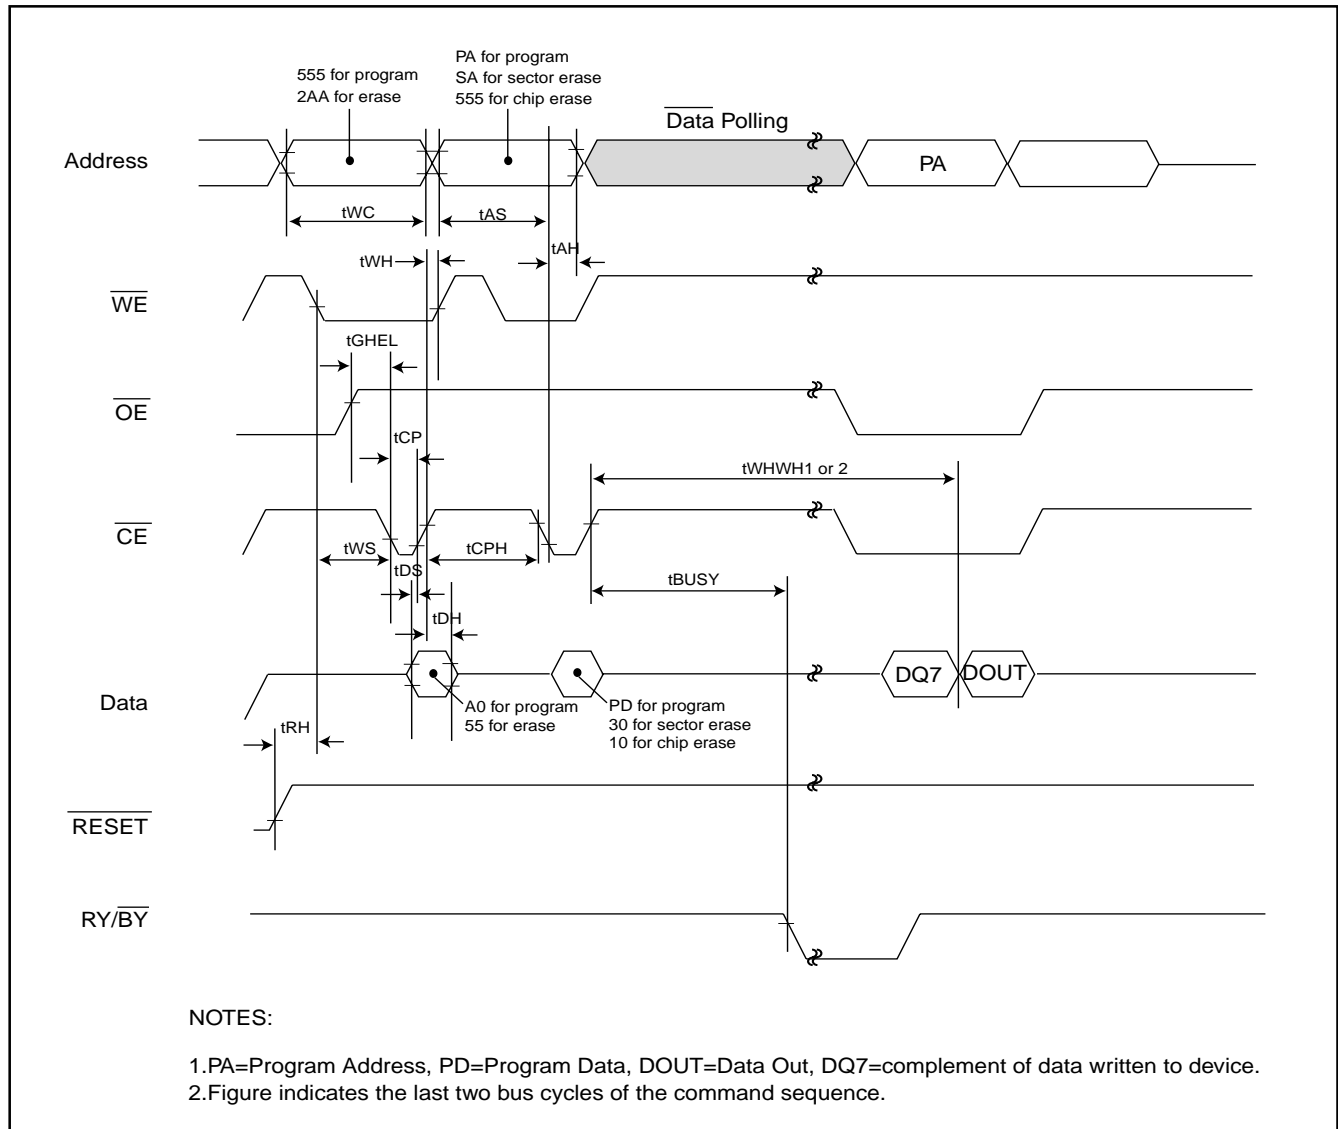 555 for program
2AA for erase
PA for program
SA for sector erase
555 for chip erase
Data Polling
Address
PA
tWC
tAS
tAH
tWH
WE
tGHEL
OE
tCP
tWHWH1 or 2
CE
tWS
tCPH
tDS
tBUSY
tDH
DQ7
DOUT
Data
A0 for program
55 for erase
PD for program
30 for sector erase
10 for chip erase
tRH
RESET
RY/BY
NOTES:
1.PA=Program Address, PD=Program Data, DOUT=Data Out, DQ7=complement of data written to device.
2.Figure indicates the last two bus cycles of the command sequence.